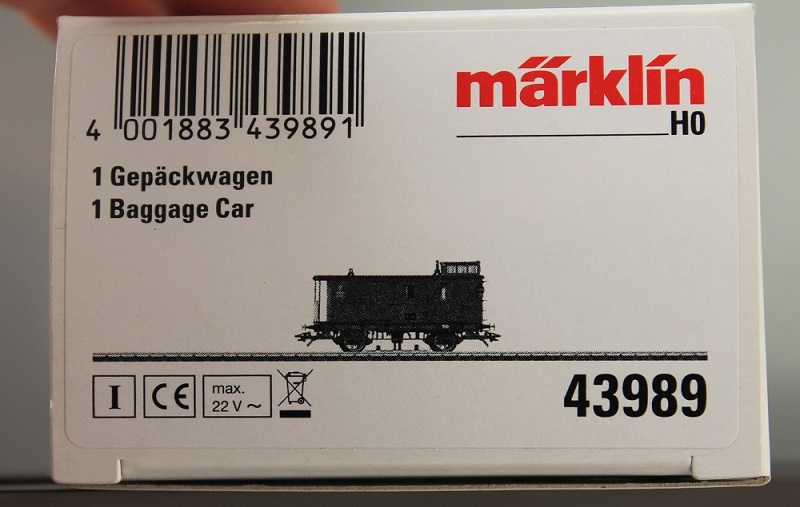 märklin
H0
4 001883 439891
1 Gepäckwagen
1 Baggage Car
I
CE
max.
22 V ~
43989